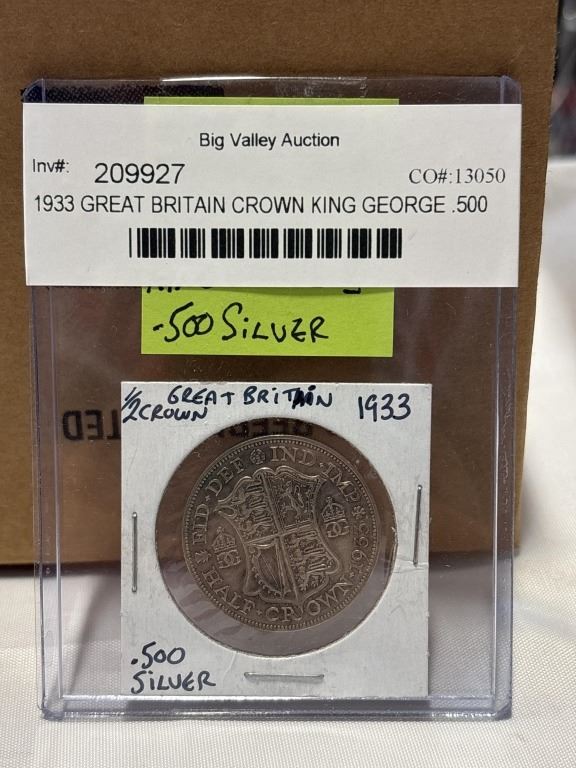 Big Valley Auction
Inv#: 209927 CO#:13050
1933 GREAT BRITAIN CROWN KING GEORGE .500
.500 SILVER
1/2 CROWN GREAT BRITAIN 1933
FID · DEF IND · IMP 1933
HALF · CROWN
.500
SILVER